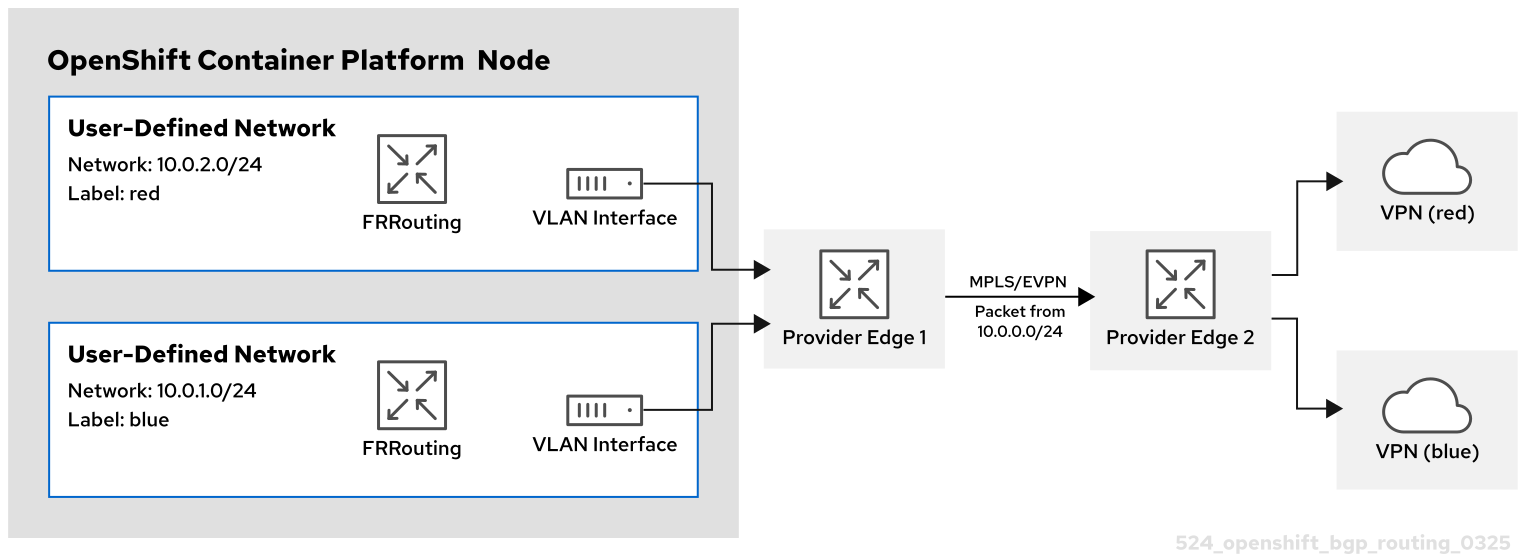 OpenShift Container Platform Node
User-Defined Network
Network: 10.0.2.0/24
Label: red
FRRouting
VLAN Interface
User-Defined Network
Network: 10.0.1.0/24
Label: blue
FRRouting
VLAN Interface
Provider Edge 1
MPLS/EVPN
Packet from
10.0.0.0/24
Provider Edge 2
VPN (red)
VPN (blue)
524_openshift_bgp_routing_0325